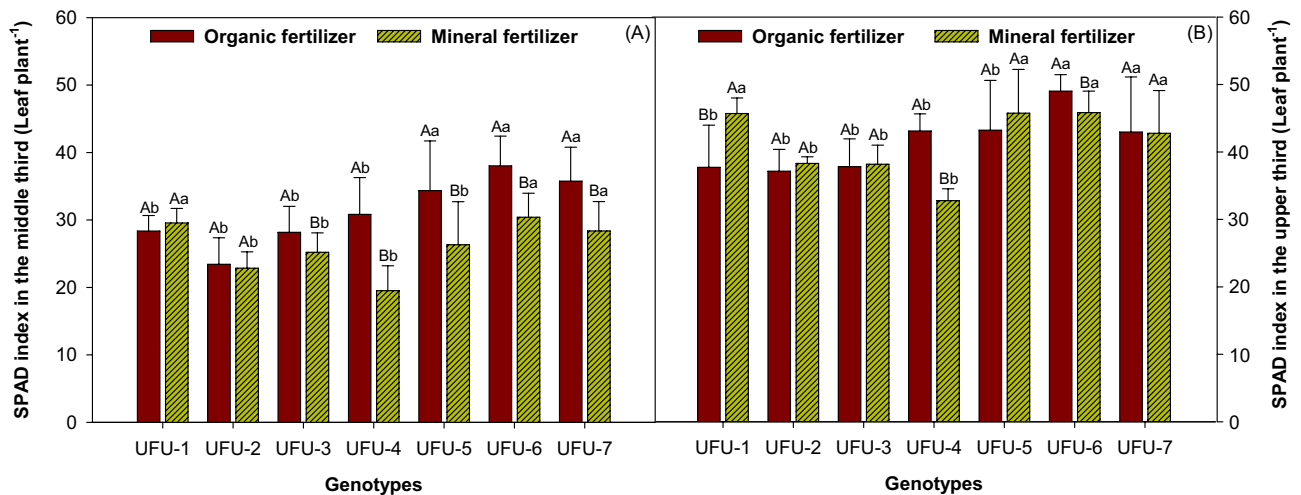 SPAD index in the middle third (Leaf plant-1)
60
50
40
30
20
10
0
Organic fertilizer Mineral fertilizer (A)
Ab Aa Ab Ab Ab Bb Ab Bb Aa Bb Aa Ba Aa Ba
UFU-1 UFU-2 UFU-3 UFU-4 UFU-5 UFU-6 UFU-7
Genotypes
Organic fertilizer Mineral fertilizer (B)
Bb Aa Ab Ab Ab Ab Ab Bb Ab Aa Aa Ba Aa Aa
UFU-1 UFU-2 UFU-3 UFU-4 UFU-5 UFU-6 UFU-7
Genotypes
60
50
40
30
20
10
0
SPAD index in the upper third (Leaf plant-1)